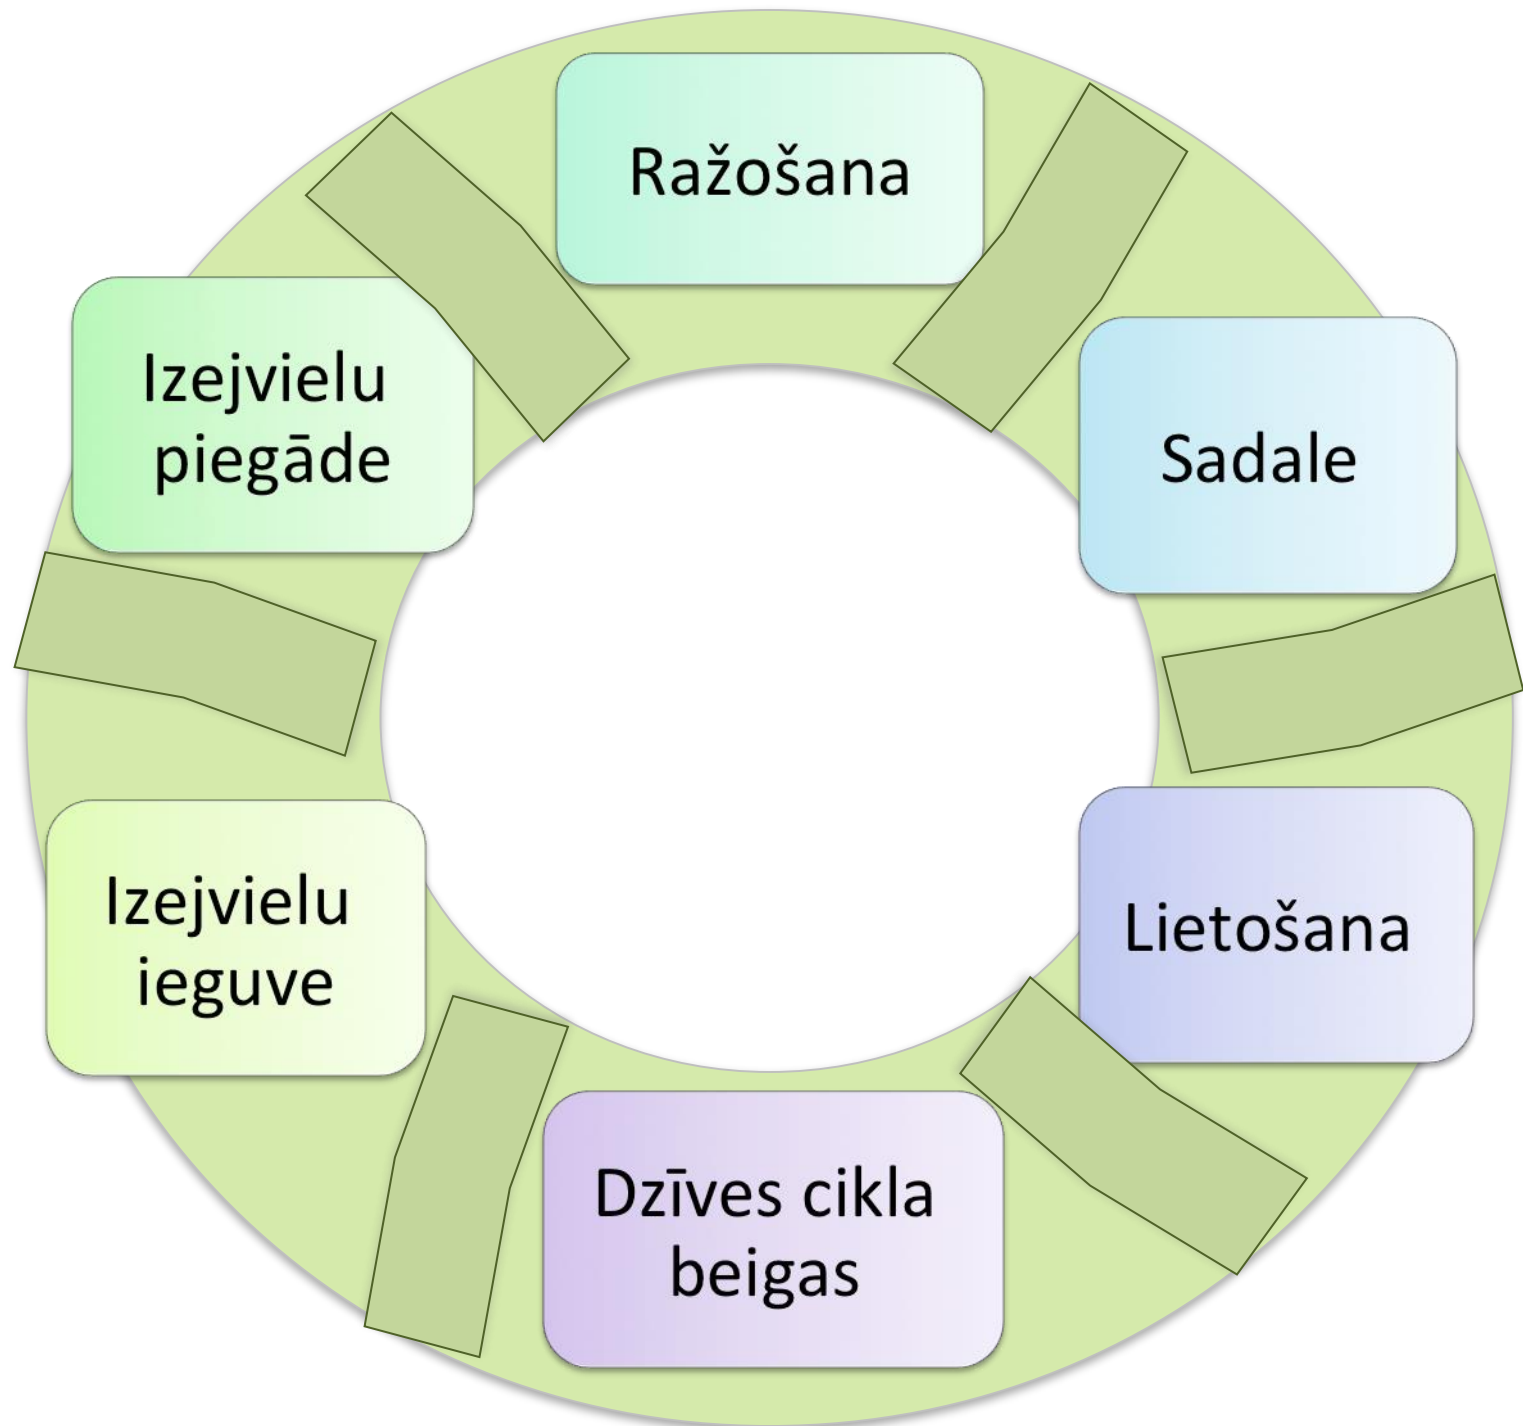 Ražošana
Sadale
Lietošana
Dzīves cikla
beigas
Izejvielu
ieguve
Izejvielu
piegāde